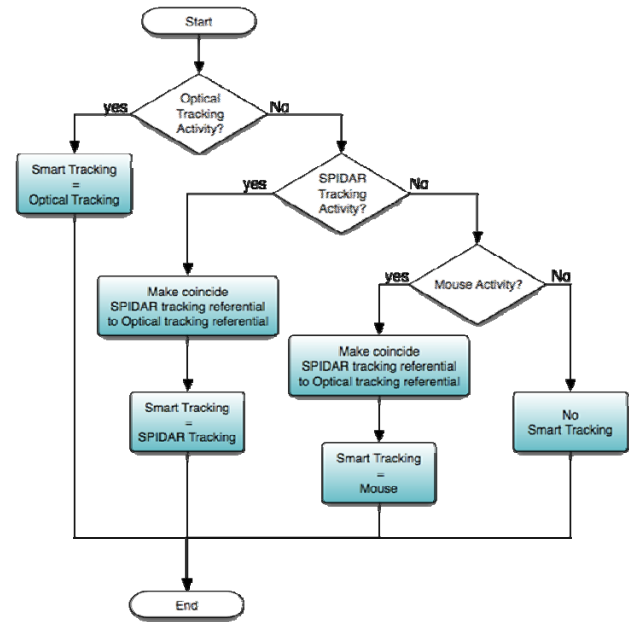 Start
Optical
Tracking
Activity?
yes
No
Smart Tracking
=
Optical Tracking
SPIDAR
Tracking
Activity?
yes
No
Make coincide
SPIDAR tracking referential
to Optical tracking referential
Mouse Activity?
yes
No
Make coincide
SPIDAR tracking referential
to Optical tracking referential
Smart Tracking
=
SPIDAR Tracking
No
Smart Tracking
Smart Tracking
=
Mouse
End